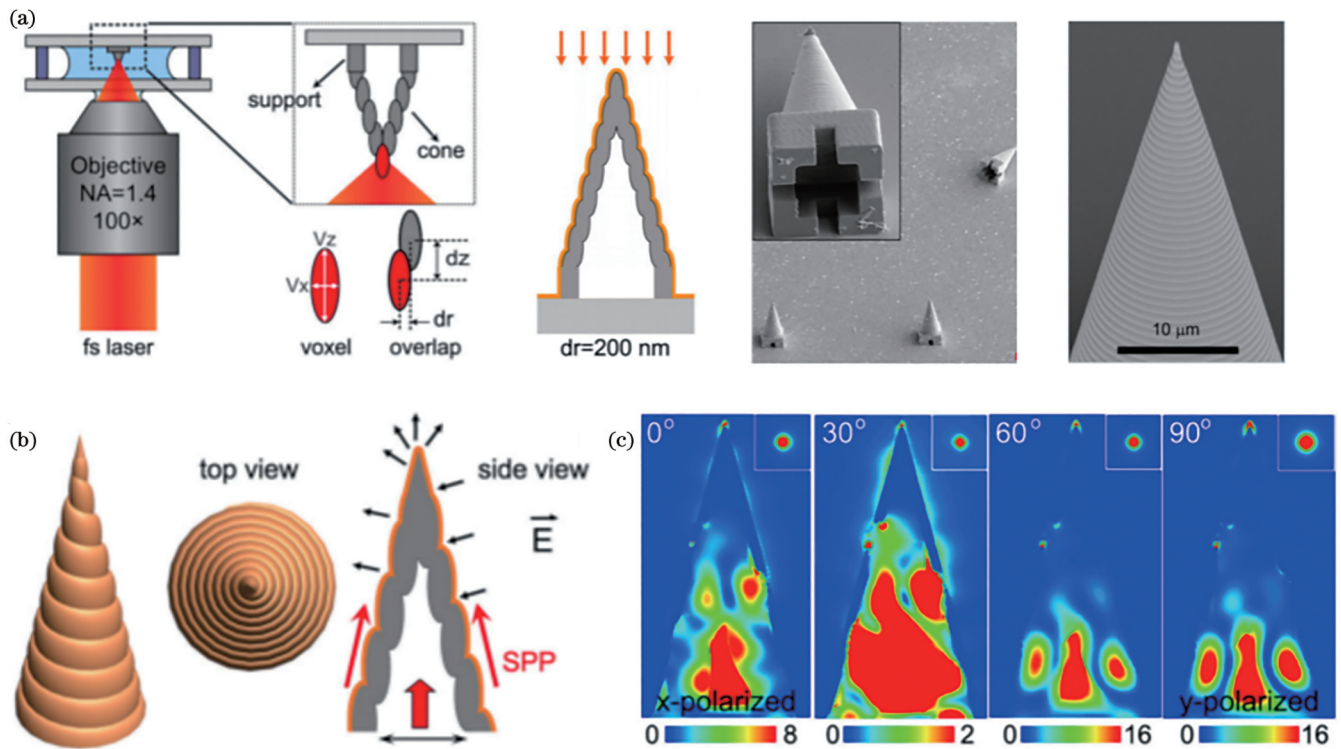 (a)
support
cone
Objective
NA=1.4
100×
Vz
Vx
dz
dr
fs laser
voxel
overlap
dr=200 nm
10 μm
(b)
top view
side view
E
SPP
(c)
0°
30°
60°
90°
x-polarized
y-polarized
0 8
0 2
0 16
0 16